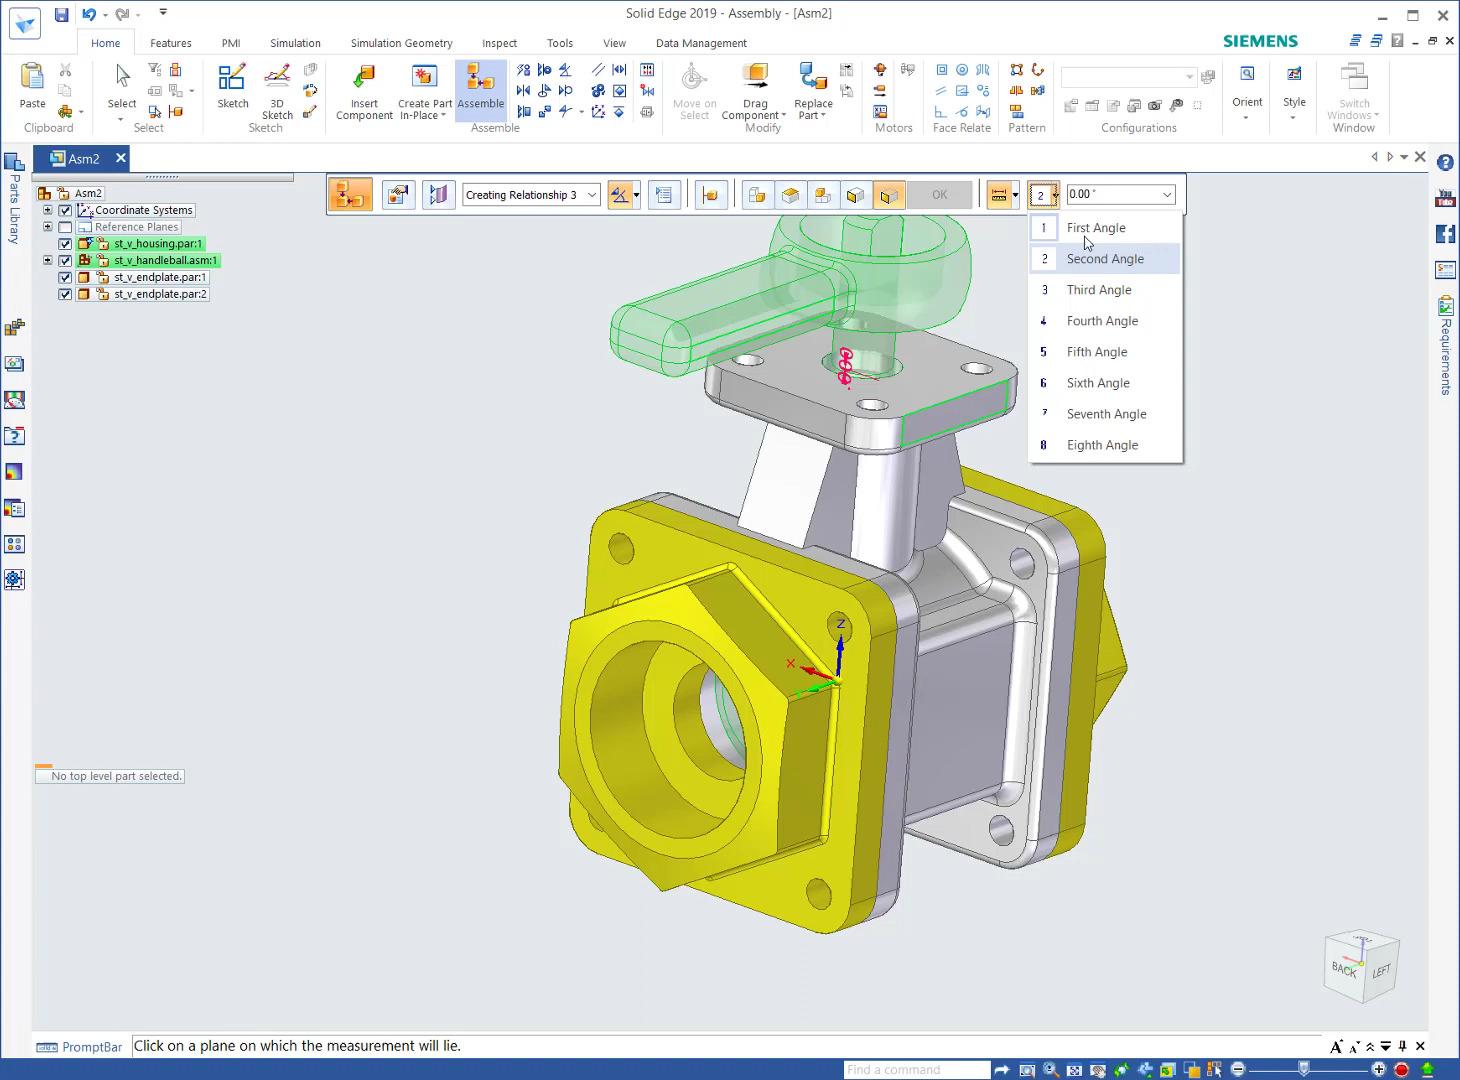 Solid Edge 2019 - Assembly - [Asm2]
Home Features PMI Simulation Simulation Geometry Inspect Tools View Data Management
SIEMENS
Paste
Select
Sketch
3D Sketch
Insert Component
Create Part In-Place
Assemble
Move on Select
Drag Component
Replace Part
Orient
Style
Switch Windows
Clipboard Select Sketch Assemble Modify Motors Face Relate Pattern Configurations Window
Asm2
Parts Library
Creating Relationship 3
OK
2
0.00 °
Asm2
Coordinate Systems
Reference Planes
st_v_housing.par:1
st_v_handleball.asm:1
st_v_endplate.par:1
st_v_endplate.par:2
1 First Angle
2 Second Angle
3 Third Angle
4 Fourth Angle
5 Fifth Angle
6 Sixth Angle
7 Seventh Angle
8 Eighth Angle
You Tube
Requirements
Z
X
No top level part selected.
BACK
LEFT
PromptBar
Click on a plane on which the measurement will lie.
Find a command